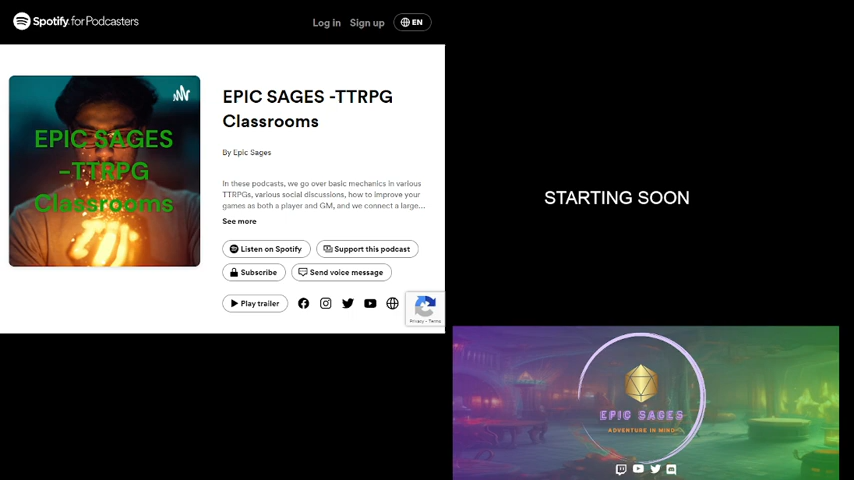 Spotify for Podcasters
Log in
Sign up
EN
EPIC SAGES
-TTRPG
Classrooms
EPIC SAGES -TTRPG
Classrooms
By Epic Sages
In these podcasts, we go over basic mechanics in various
TTRPGs, various social discussions, how to improve your
games as both a player and GM, and we connect a large...
See more
Listen on Spotify
Support this podcast
Subscribe
Send voice message
Play trailer
Privacy - Terms
STARTING SOON
EPIC SAGES
ADVENTURE IN MIND